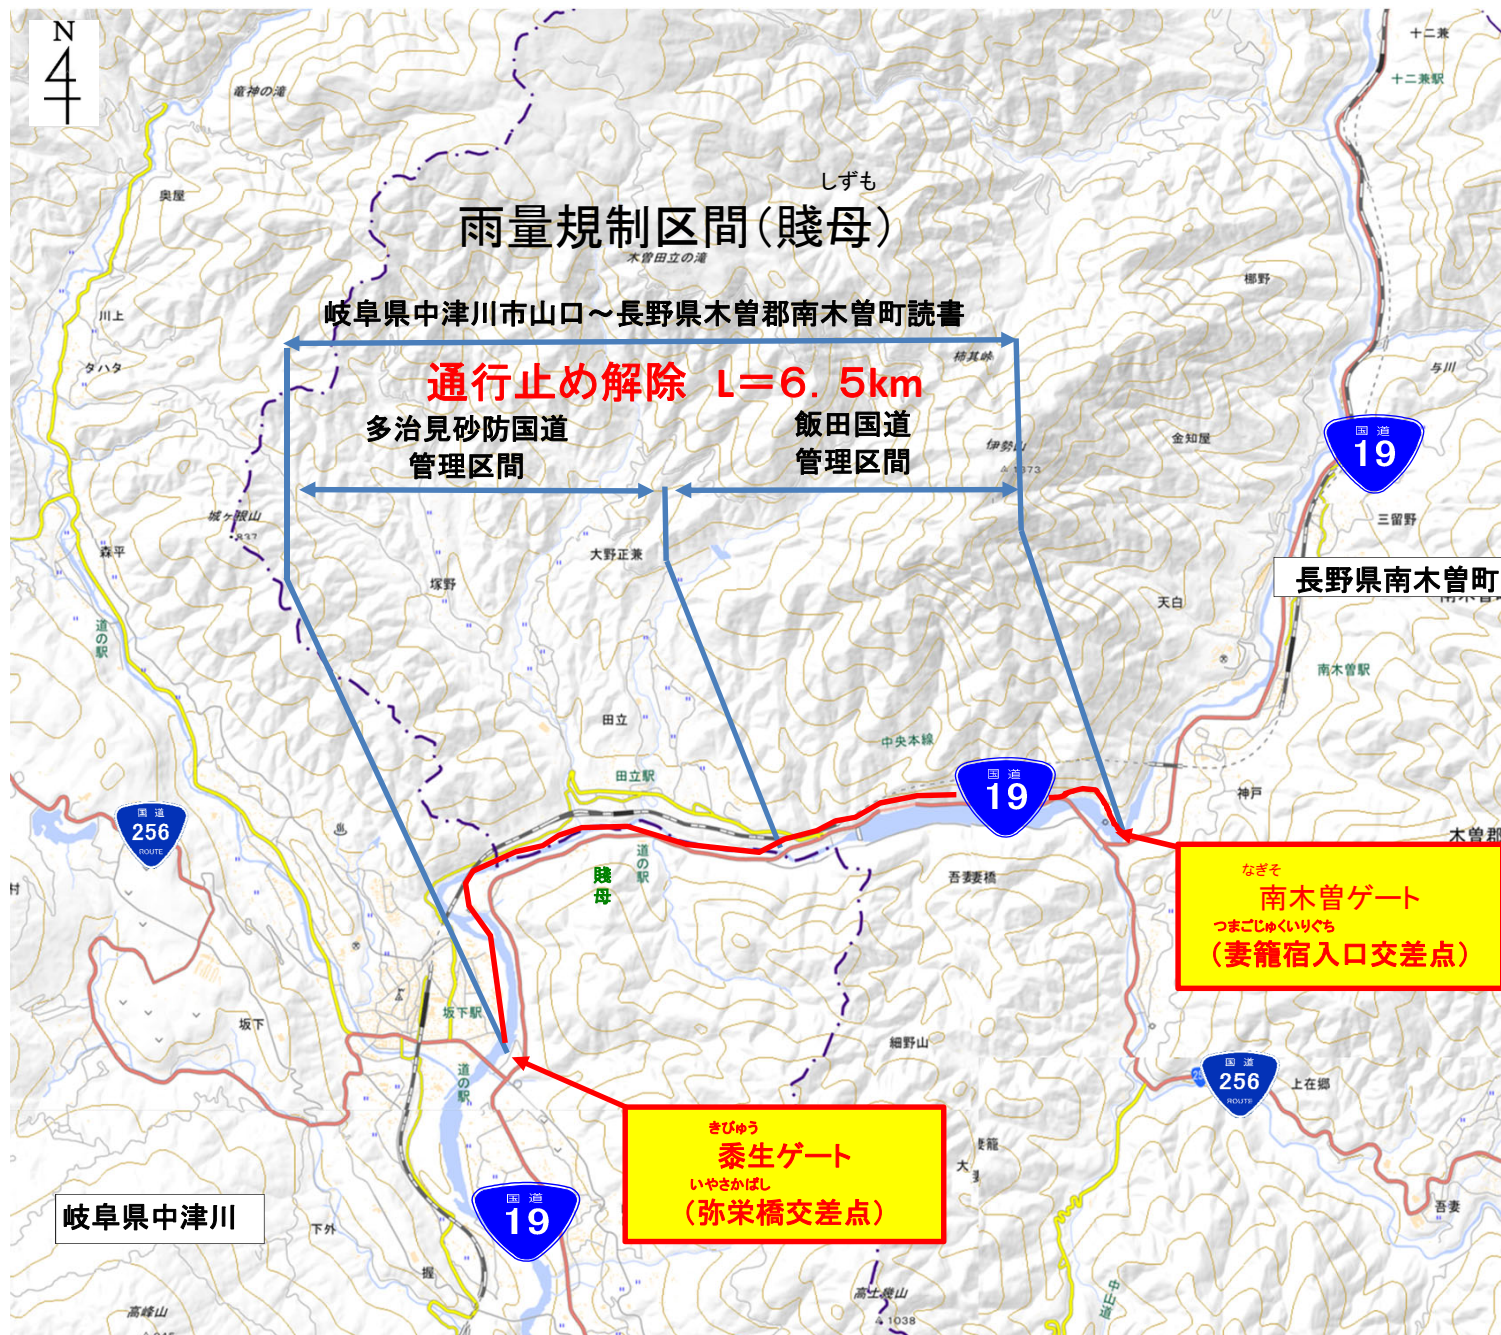 N
十二兼
十二兼駅
竜神の滝
奥屋
しずも
雨量規制区間(賤母)
木曽田立の滝
梛野
岐阜県中津川市山口～長野県木曽郡南木曽町読書
川上
タハタ
柿其峠
与川
通行止め解除 L=6.5km
多治見砂防国道
管理区間
飯田国道
管理区間
伊勢山
1373
金知屋
国道
19
城ヶ根山
837
三留野
森平
大野正兼
塚野
長野県南木曽町
天白
道の駅
南木曽駅
田立
中央本線
田立駅
国道
19
神戸
国道
256
ROUTE
木曽郡
村
道の駅
賤母
吾妻橋
なぎそ
南木曽ゲート
つまごじゅくいりぐち
(妻籠宿入口交差点)
坂下駅
坂下
細野山
道の駅
国道
256
ROUTE
上在郷
きびゅう
黍生ゲート
いやさかばし
(弥栄橋交差点)
妻籠
大
吾妻
岐阜県中津川
国道
19
下外
握
高峰山
高土幾山
1038